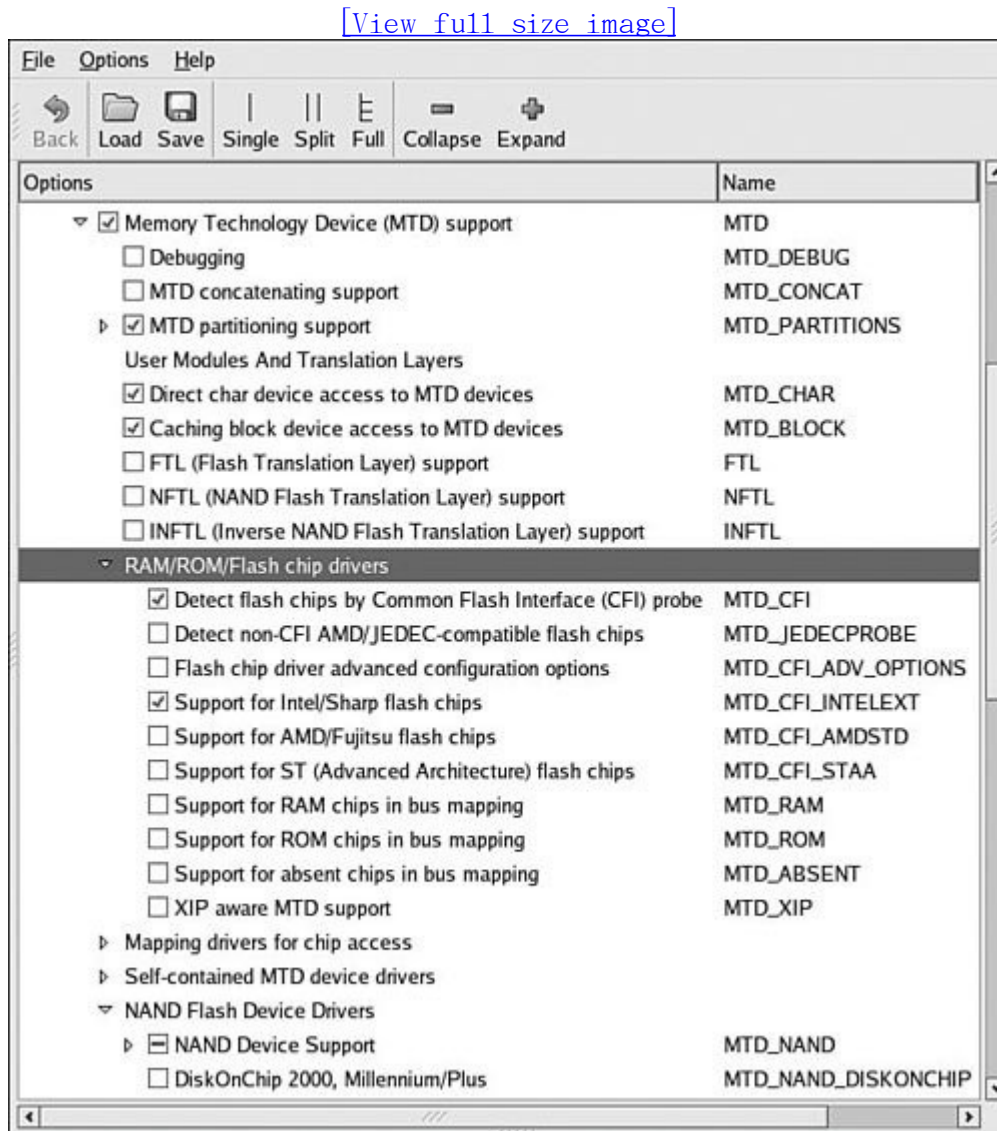 [View full size image]
File Options Help
Back Load Save Single Split Full Collapse Expand
Options Name
Memory Technology Device (MTD) support MTD
Debugging MTD_DEBUG
MTD concatenating support MTD_CONCAT
MTD partitioning support MTD_PARTITIONS
User Modules And Translation Layers
Direct char device access to MTD devices MTD_CHAR
Caching block device access to MTD devices MTD_BLOCK
FTL (Flash Translation Layer) support FTL
NFTL (NAND Flash Translation Layer) support NFTL
INFTL (Inverse NAND Flash Translation Layer) support INFTL
RAM/ROM/Flash chip drivers
Detect flash chips by Common Flash Interface (CFI) probe MTD_CFI
Detect non-CFI AMD/JEDEC-compatible flash chips MTD_JEDECPROBE
Flash chip driver advanced configuration options MTD_CFI_ADV_OPTIONS
Support for Intel/Sharp flash chips MTD_CFI_INTELEXT
Support for AMD/Fujitsu flash chips MTD_CFI_AMDSTD
Support for ST (Advanced Architecture) flash chips MTD_CFI_STAA
Support for RAM chips in bus mapping MTD_RAM
Support for ROM chips in bus mapping MTD_ROM
Support for absent chips in bus mapping MTD_ABSENT
XIP aware MTD support MTD_XIP
Mapping drivers for chip access
Self-contained MTD device drivers
NAND Flash Device Drivers
NAND Device Support MTD_NAND
DiskOnChip 2000, Millennium/Plus MTD_NAND_DISKONCHIP